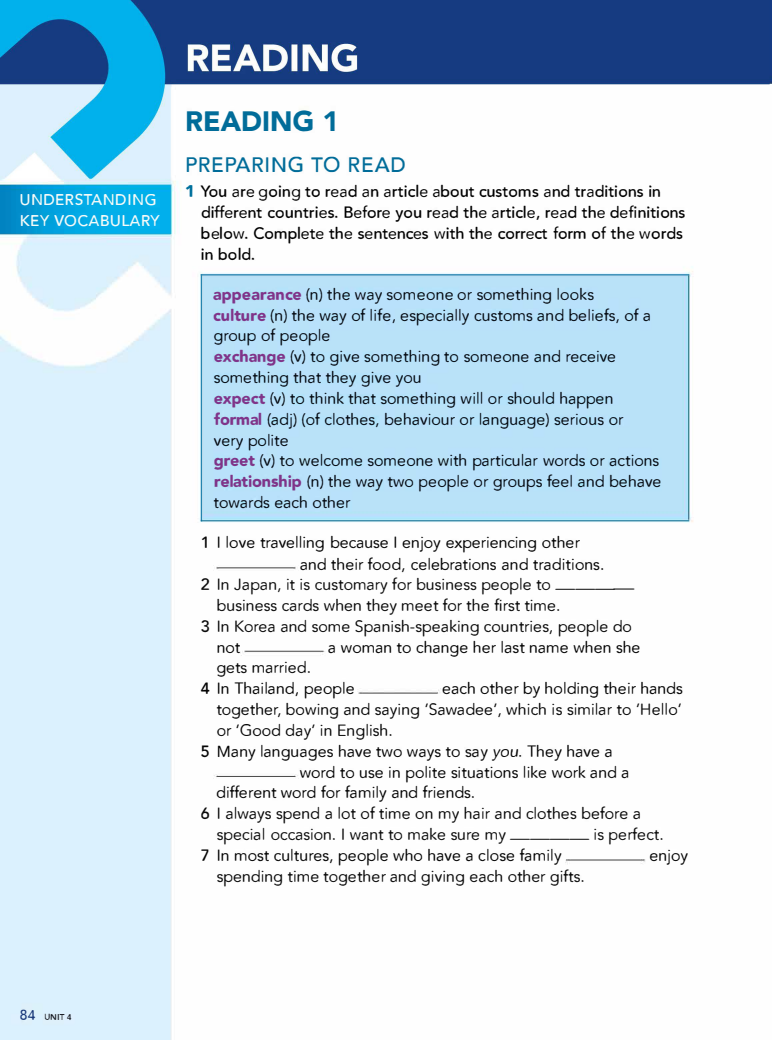 READING
READING 1
PREPARING TO READ
UNDERSTANDING
KEY VOCABULARY
1 You are going to read an article about customs and traditions in
different countries. Before you read the article, read the definitions
below. Complete the sentences with the correct form of the words
in bold.
appearance (n) the way someone or something looks
culture (n) the way of life, especially customs and beliefs, of a
group of people
exchange (v) to give something to someone and receive
something that they give you
expect (v) to think that something will or should happen
formal (adj) (of clothes, behaviour or language) serious or
very polite
greet (v) to welcome someone with particular words or actions
relationship (n) the way two people or groups feel and behave
towards each other
1 I love travelling because I enjoy experiencing other
_________ and their food, celebrations and traditions.
2 In Japan, it is customary for business people to _________
business cards when they meet for the first time.
3 In Korea and some Spanish-speaking countries, people do
not _________ a woman to change her last name when she
gets married.
4 In Thailand, people _________ each other by holding their hands
together, bowing and saying ‘Sawadee’, which is similar to ‘Hello’
or ‘Good day’ in English.
5 Many languages have two ways to say you. They have a
_________ word to use in polite situations like work and a
different word for family and friends.
6 I always spend a lot of time on my hair and clothes before a
special occasion. I want to make sure my _________ is perfect.
7 In most cultures, people who have a close family _________ enjoy
spending time together and giving each other gifts.
84 UNIT 4